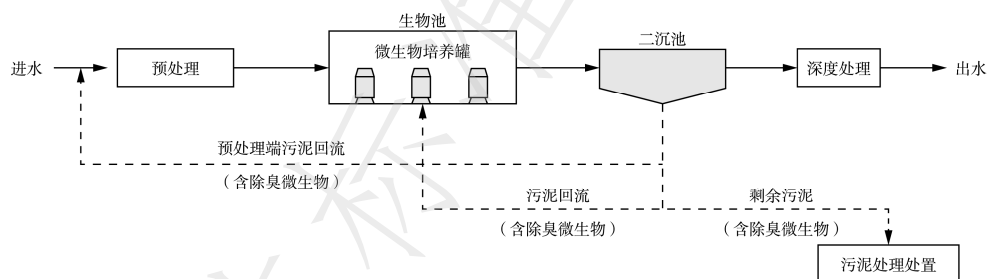 生物池
二沉池
微生物培养罐
进水
预处理
深度处理
出水
预处理端污泥回流
（含除臭微生物）
污泥回流
剩余污泥
（含除臭微生物）
（含除臭微生物）
污泥处理处置